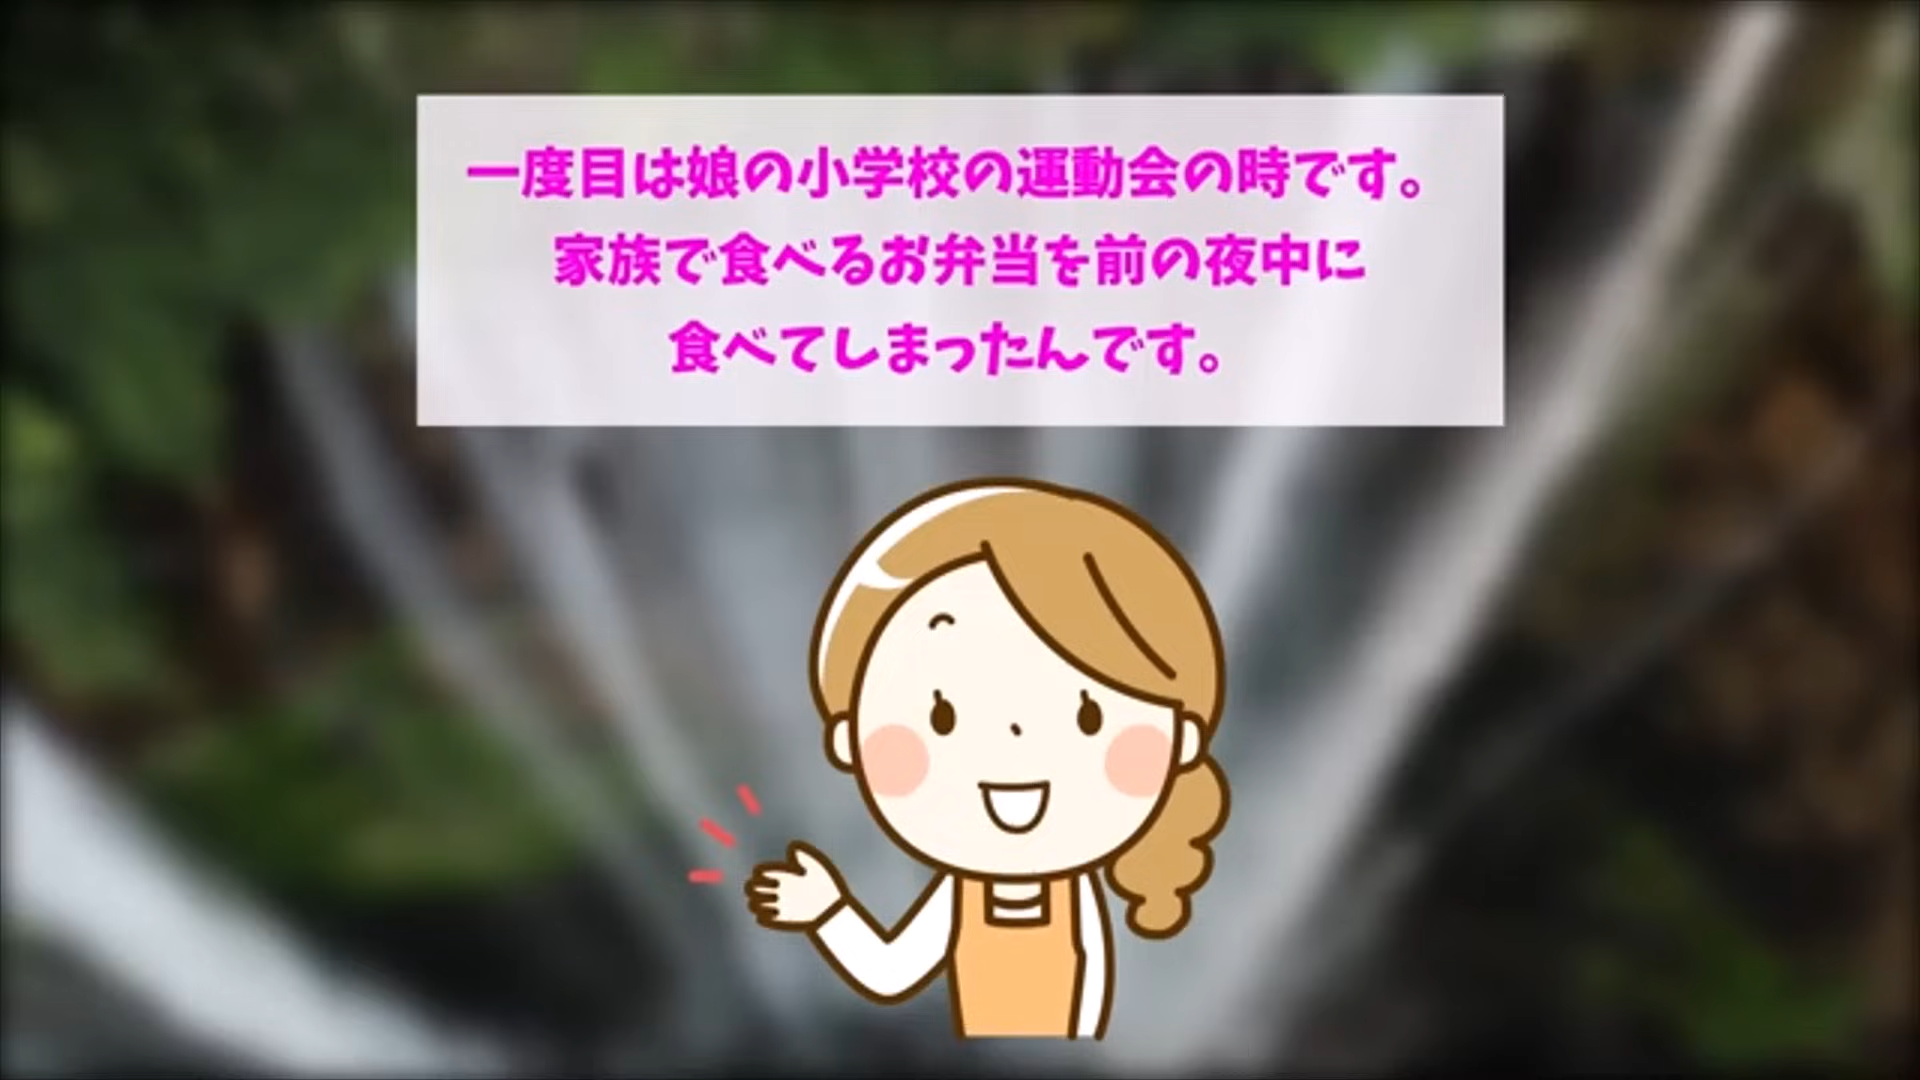 一度目は娘の小学校の運動会の時です。
家族で食べるお弁当を前の夜中に
食べてしまったんです。